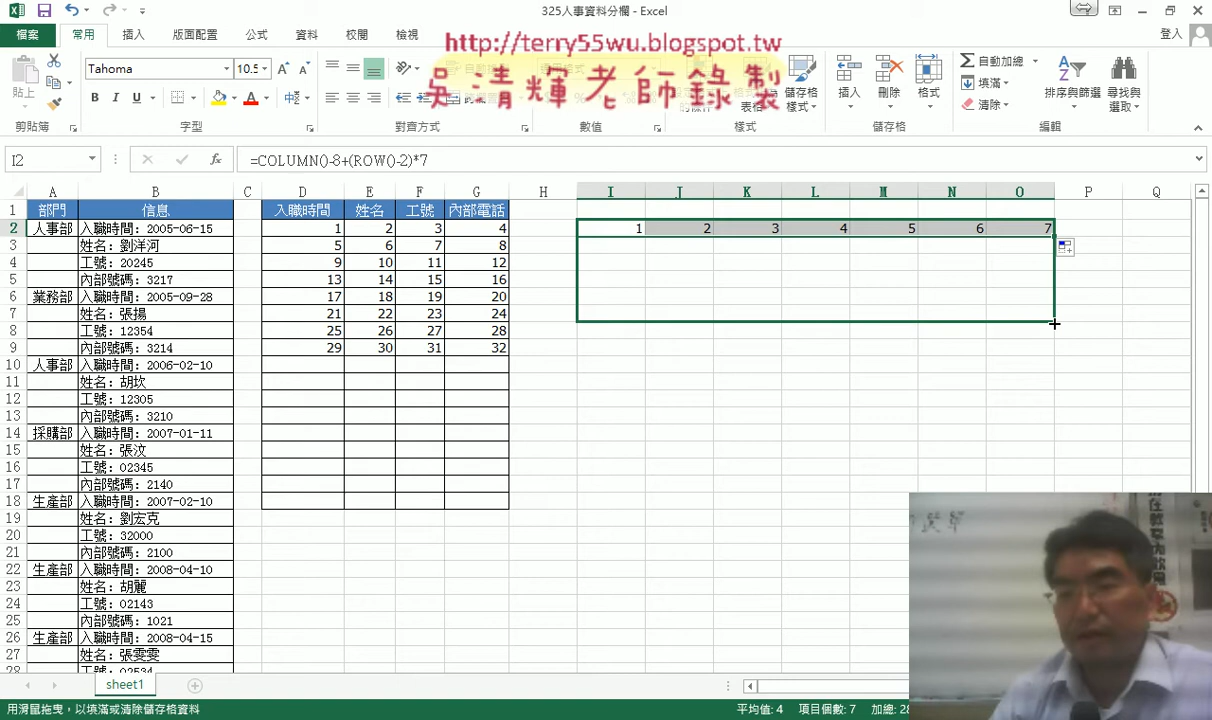 325人事資料分欄 - Excel
檔案 常用 插入 版面配置 公式 資料 校閱 檢視 登入
http://terry55wu.blogspot.tw
吳清輝老師錄製
Tahoma 10.5
貼上 B I U 中 插入 刪除 格式 自動加總 填滿 清除 排序與篩選 尋找與選取
儲存格樣式
剪貼簿 字型 對齊方式 數值 樣式 儲存格 編輯
I2 fx =COLUMN()-8+(ROW()-2)*7
A B C D E F G H I J K L M N O P Q
1 部門 信息 入職時間 姓名 工號 內部電話
2 人事部 入職時間：2005-06-15 1 2 3 4 1 2 3 4 5 6 7
3 姓名：劉洋河 5 6 7 8
4 工號：20245 9 10 11 12
5 內部號碼：3217 13 14 15 16
6 業務部 入職時間：2005-09-28 17 18 19 20
7 姓名：張揚 21 22 23 24
8 工號：12354 25 26 27 28
9 內部號碼：3214 29 30 31 32
10 人事部 入職時間：2006-02-10
11 姓名：胡坎
12 工號：12305
13 內部號碼：3210
14 採購部 入職時間：2007-01-11
15 姓名：張汶
16 工號：02345
17 內部號碼：2140
18 生產部 入職時間：2007-02-10
19 姓名：劉宏克
20 工號：32000
21 內部號碼：2100
22 生產部 入職時間：2008-04-10
23 姓名：胡麗
24 工號：02143
25 內部號碼：1021
26 生產部 入職時間：2008-04-15
27 姓名：張雯雯
28 工號：02534
sheet1
用滑鼠拖曳，以填滿或清除儲存格資料 平均值: 4 項目個數: 7 加總: 28